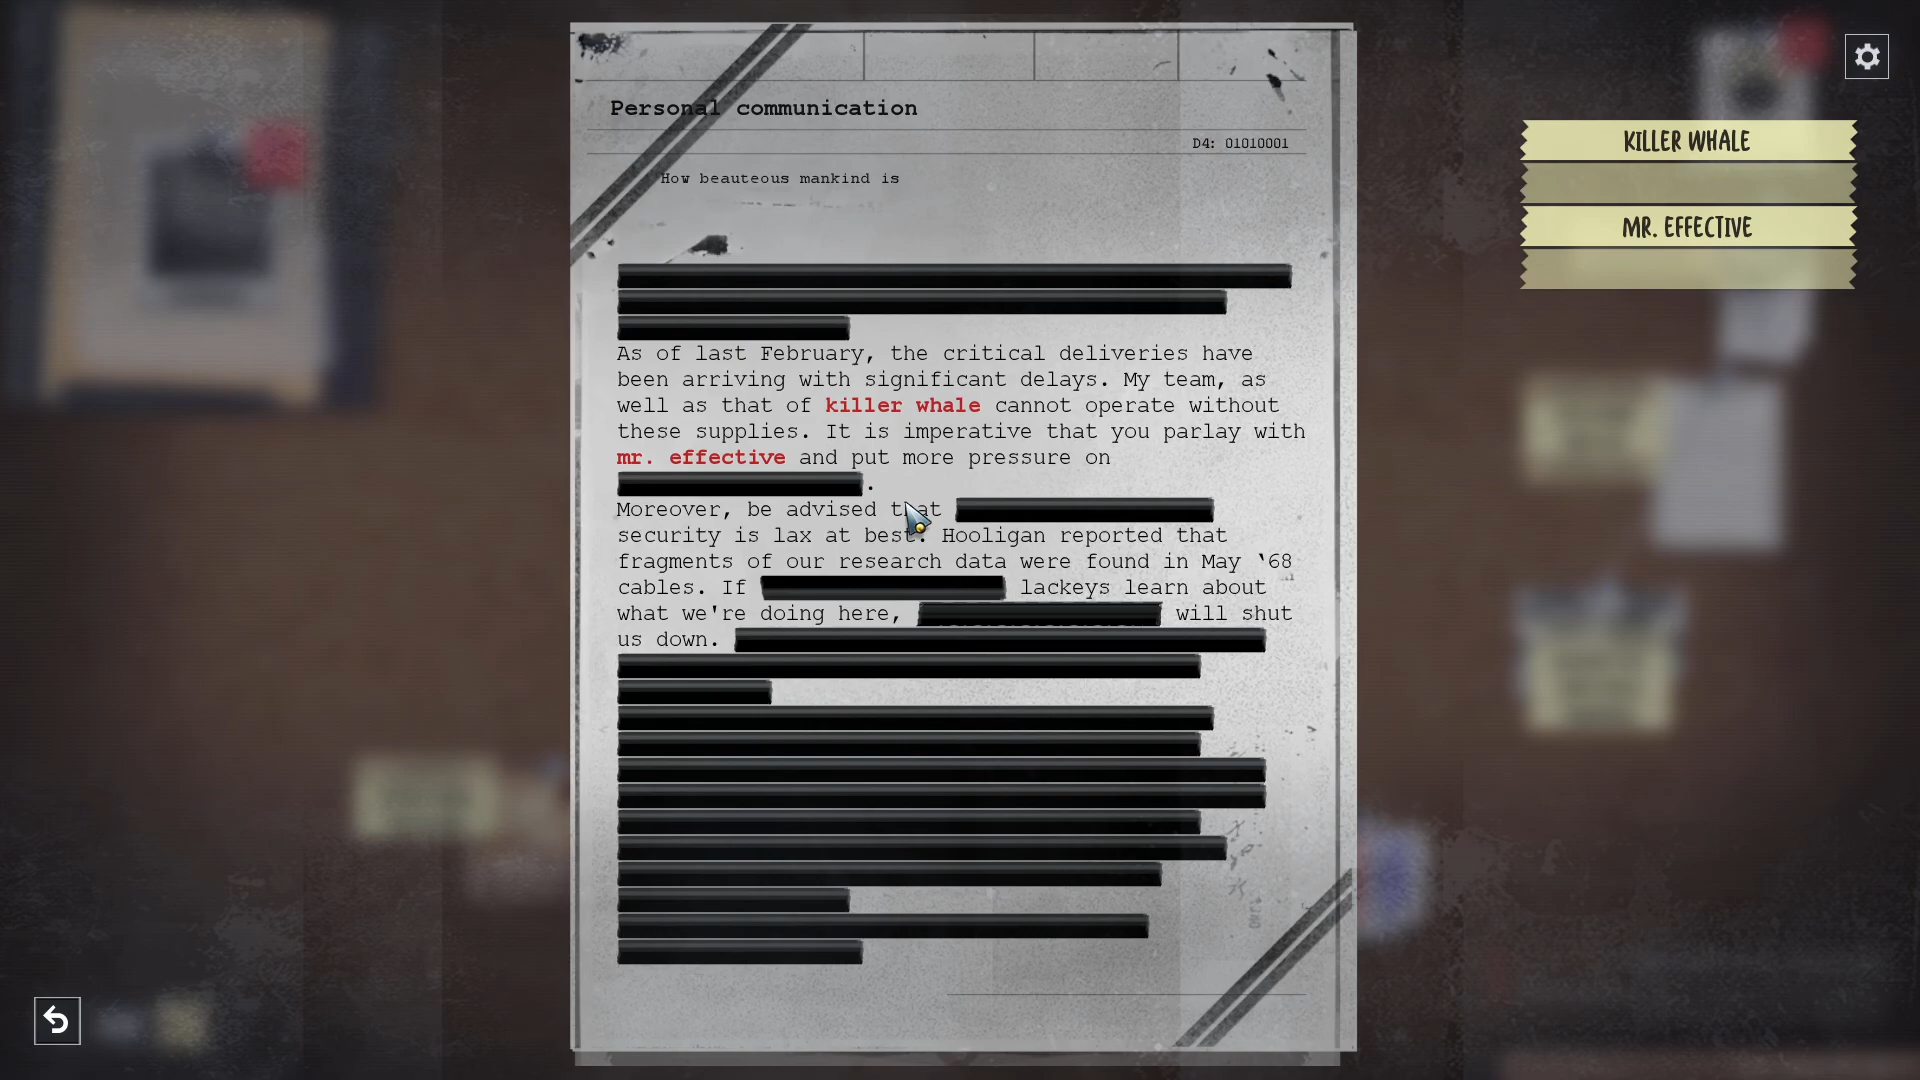 Personal communication
D4: 01010001
How beauteous mankind is
As of last February, the critical deliveries have
been arriving with significant delays. My team, as
well as that of killer whale cannot operate without
these supplies. It is imperative that you parlay with
mr. effective and put more pressure on
.
Moreover, be advised that
security is lax at best. Hooligan reported that
fragments of our research data were found in May '68
cables. If lackeys learn about
what we're doing here, will shut
us down.
KILLER WHALE
MR. EFFECTIVE